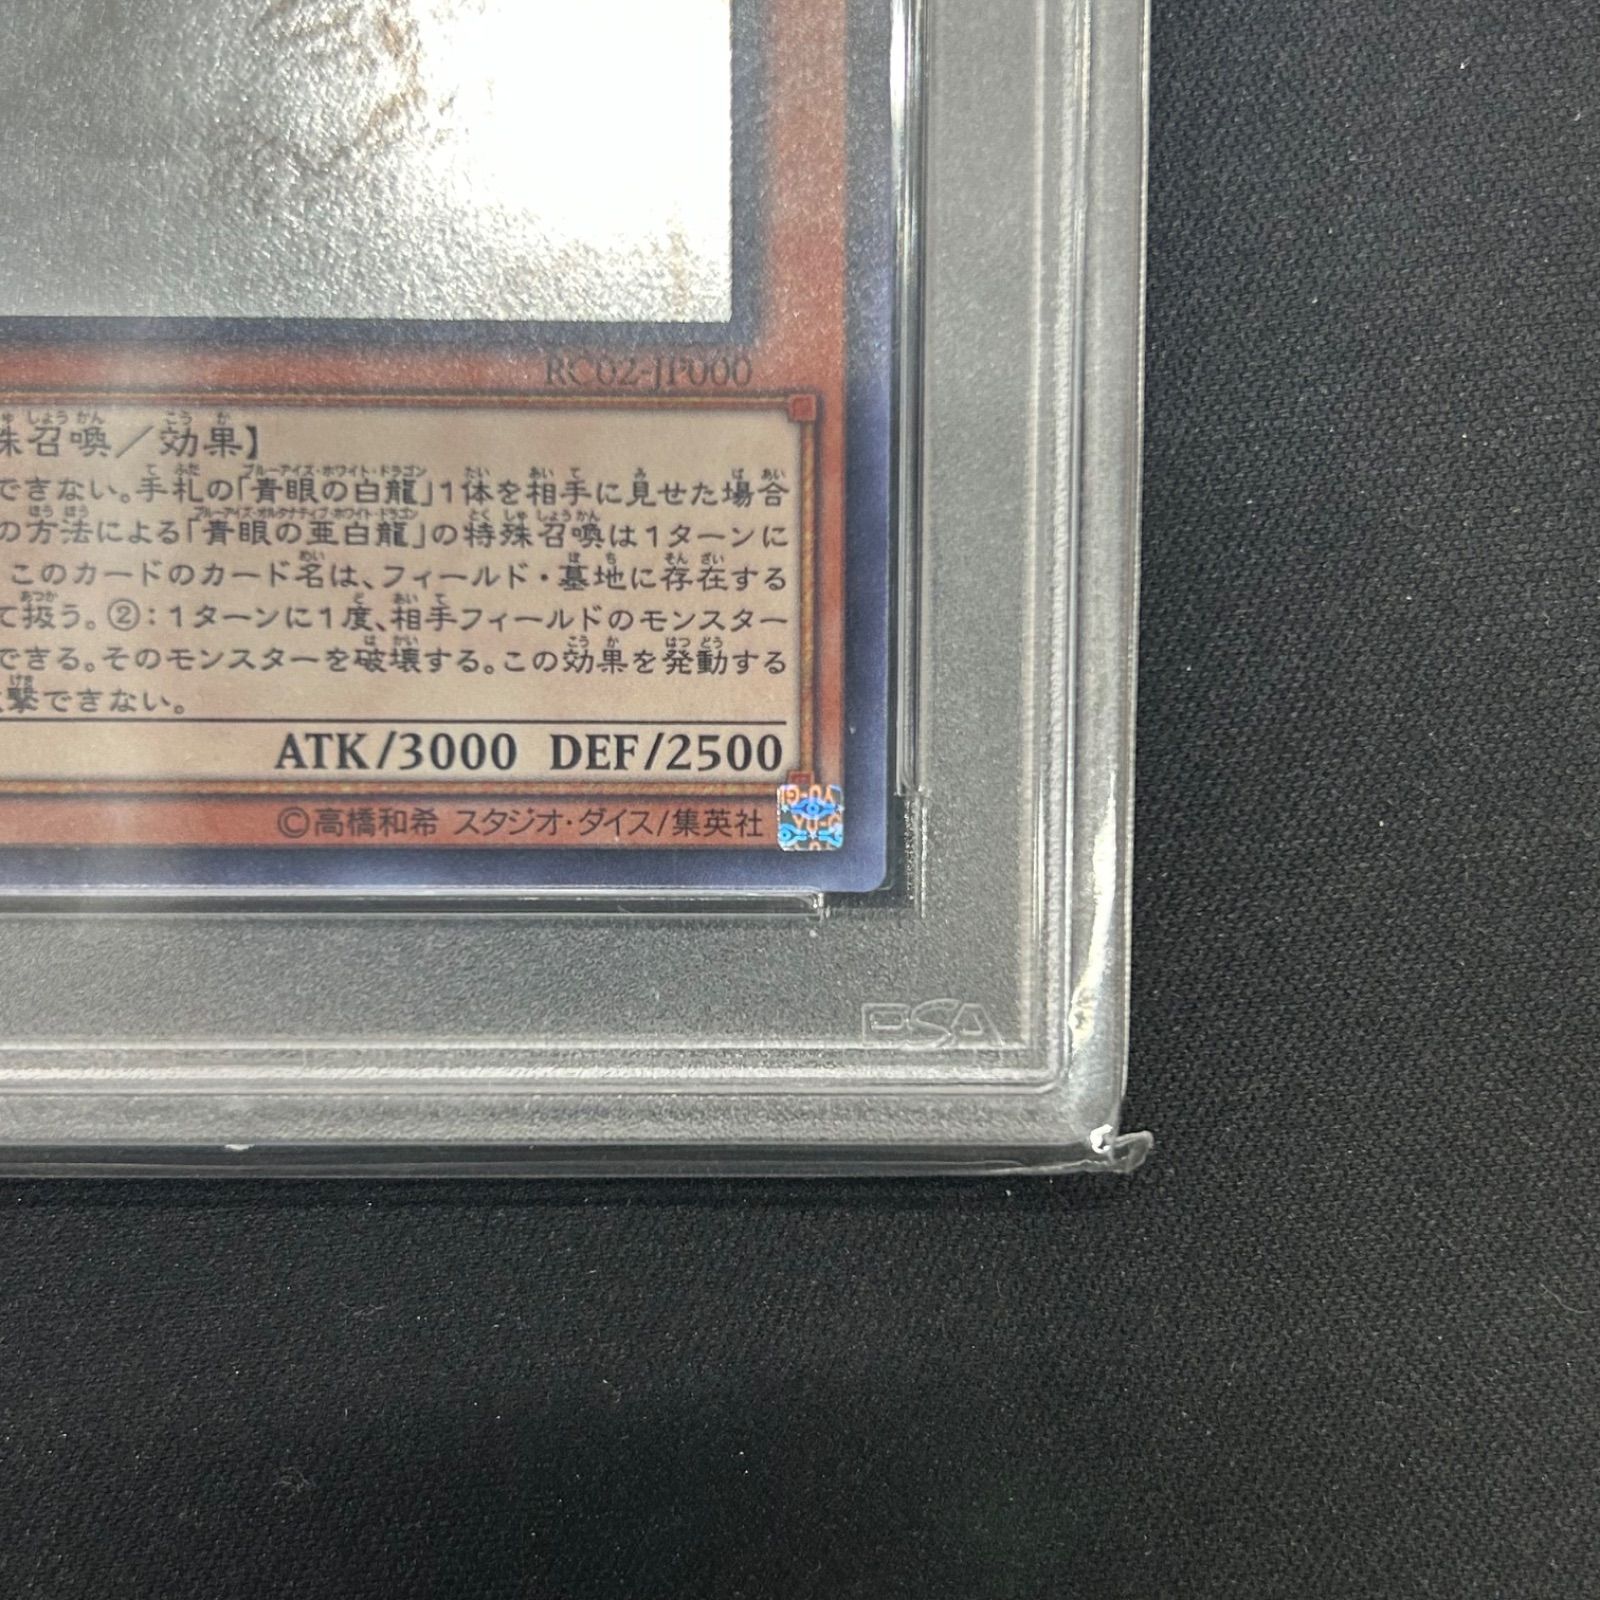 RC02-JP000
殊召喚／効果】
できない。手札の「青眼の白龍」1体を相手に見せた場合
の方法による「青眼の亜白龍」の特殊召喚は1ターンに
このカードのカード名は、フィールド・墓地に存在する
て扱う。②：1ターンに1度、相手フィールドのモンスター
できる。そのモンスターを破壊する。この効果を発動する
撃できない。
ATK/3000 DEF/2500
©高橋和希 スタジオ・ダイス/集英社
PSA